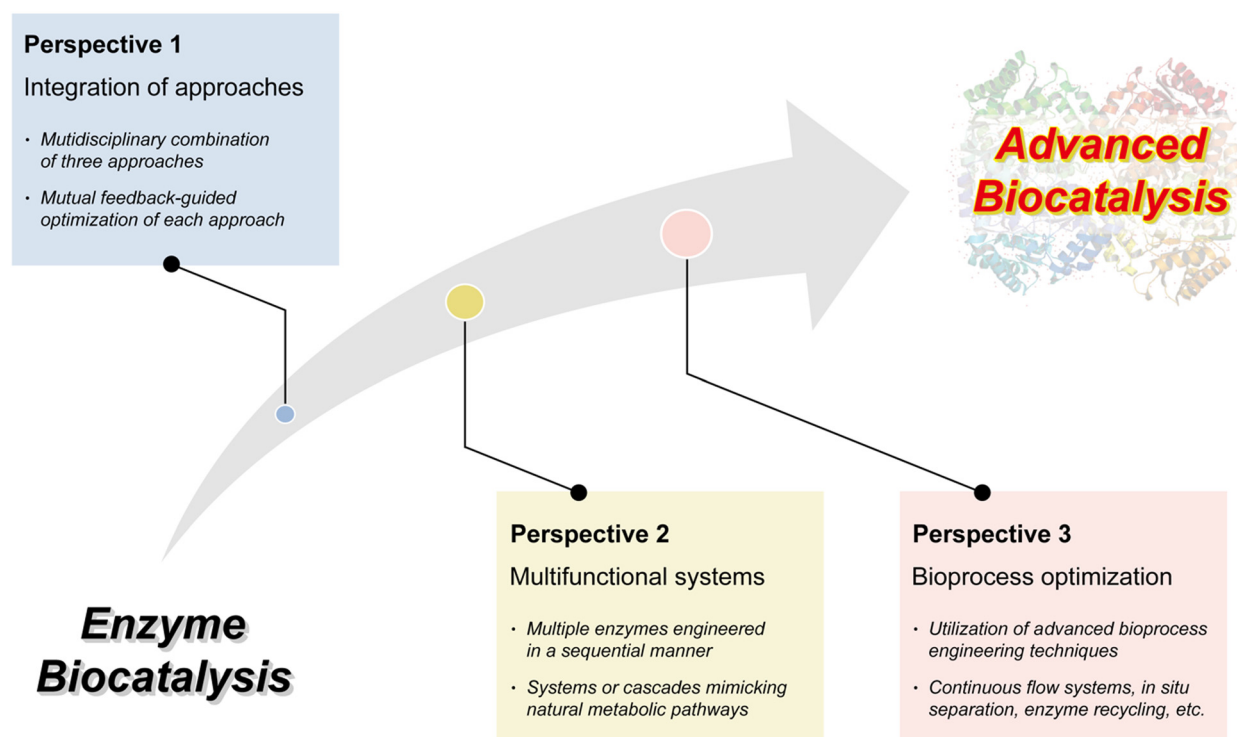 Perspective 1
Integration of approaches
· Mutidisciplinary combination
of three approaches
· Mutual feedback-guided
optimization of each approach
Advanced
Biocatalysis
Enzyme
Biocatalysis
Perspective 2
Multifunctional systems
· Multiple enzymes engineered
in a sequential manner
· Systems or cascades mimicking
natural metabolic pathways
Perspective 3
Bioprocess optimization
· Utilization of advanced bioprocess
engineering techniques
· Continuous flow systems, in situ
separation, enzyme recycling, etc.